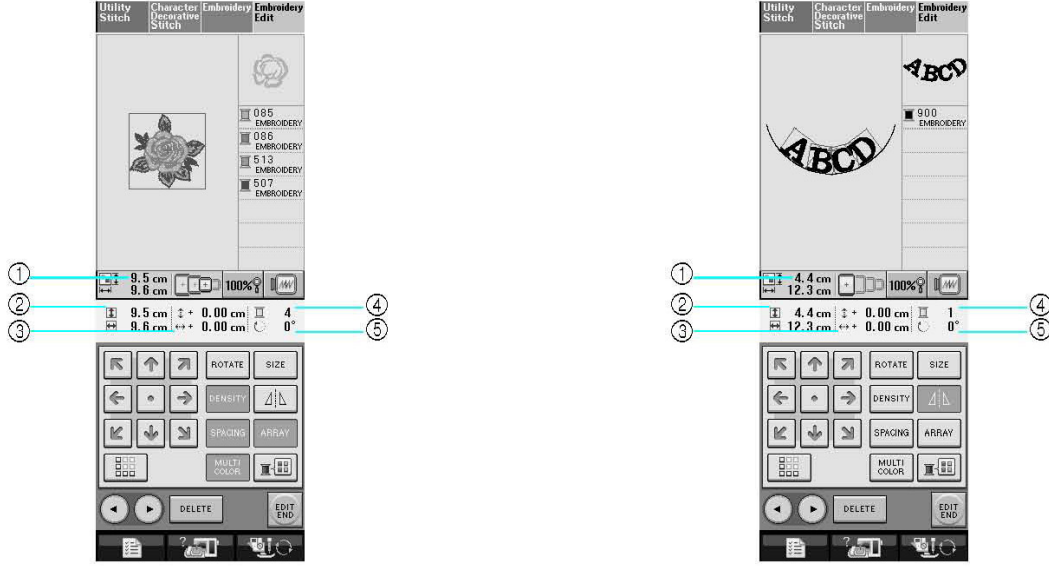 Utility Stitch
Character Decorative Stitch
Embroidery
Embroidery Edit
085
EMBROIDERY
086
EMBROIDERY
513
EMBROIDERY
507
EMBROIDERY
① 9.5 cm
9.6 cm
100%
② 9.5 cm + 0.00 cm 4 ④
③ 9.6 cm + 0.00 cm 0° ⑤
ROTATE SIZE
DENSITY
SPACING ARRAY
MULTI COLOR
DELETE
EDIT END
?
Utility Stitch
Character Decorative Stitch
Embroidery
Embroidery Edit
ABCD
900
EMBROIDERY
ABCD
① 4.4 cm
12.3 cm
100%
② 4.4 cm + 0.00 cm 1 ④
③ 12.3 cm + 0.00 cm 0° ⑤
ROTATE SIZE
DENSITY
SPACING ARRAY
MULTI COLOR
DELETE
EDIT END
?